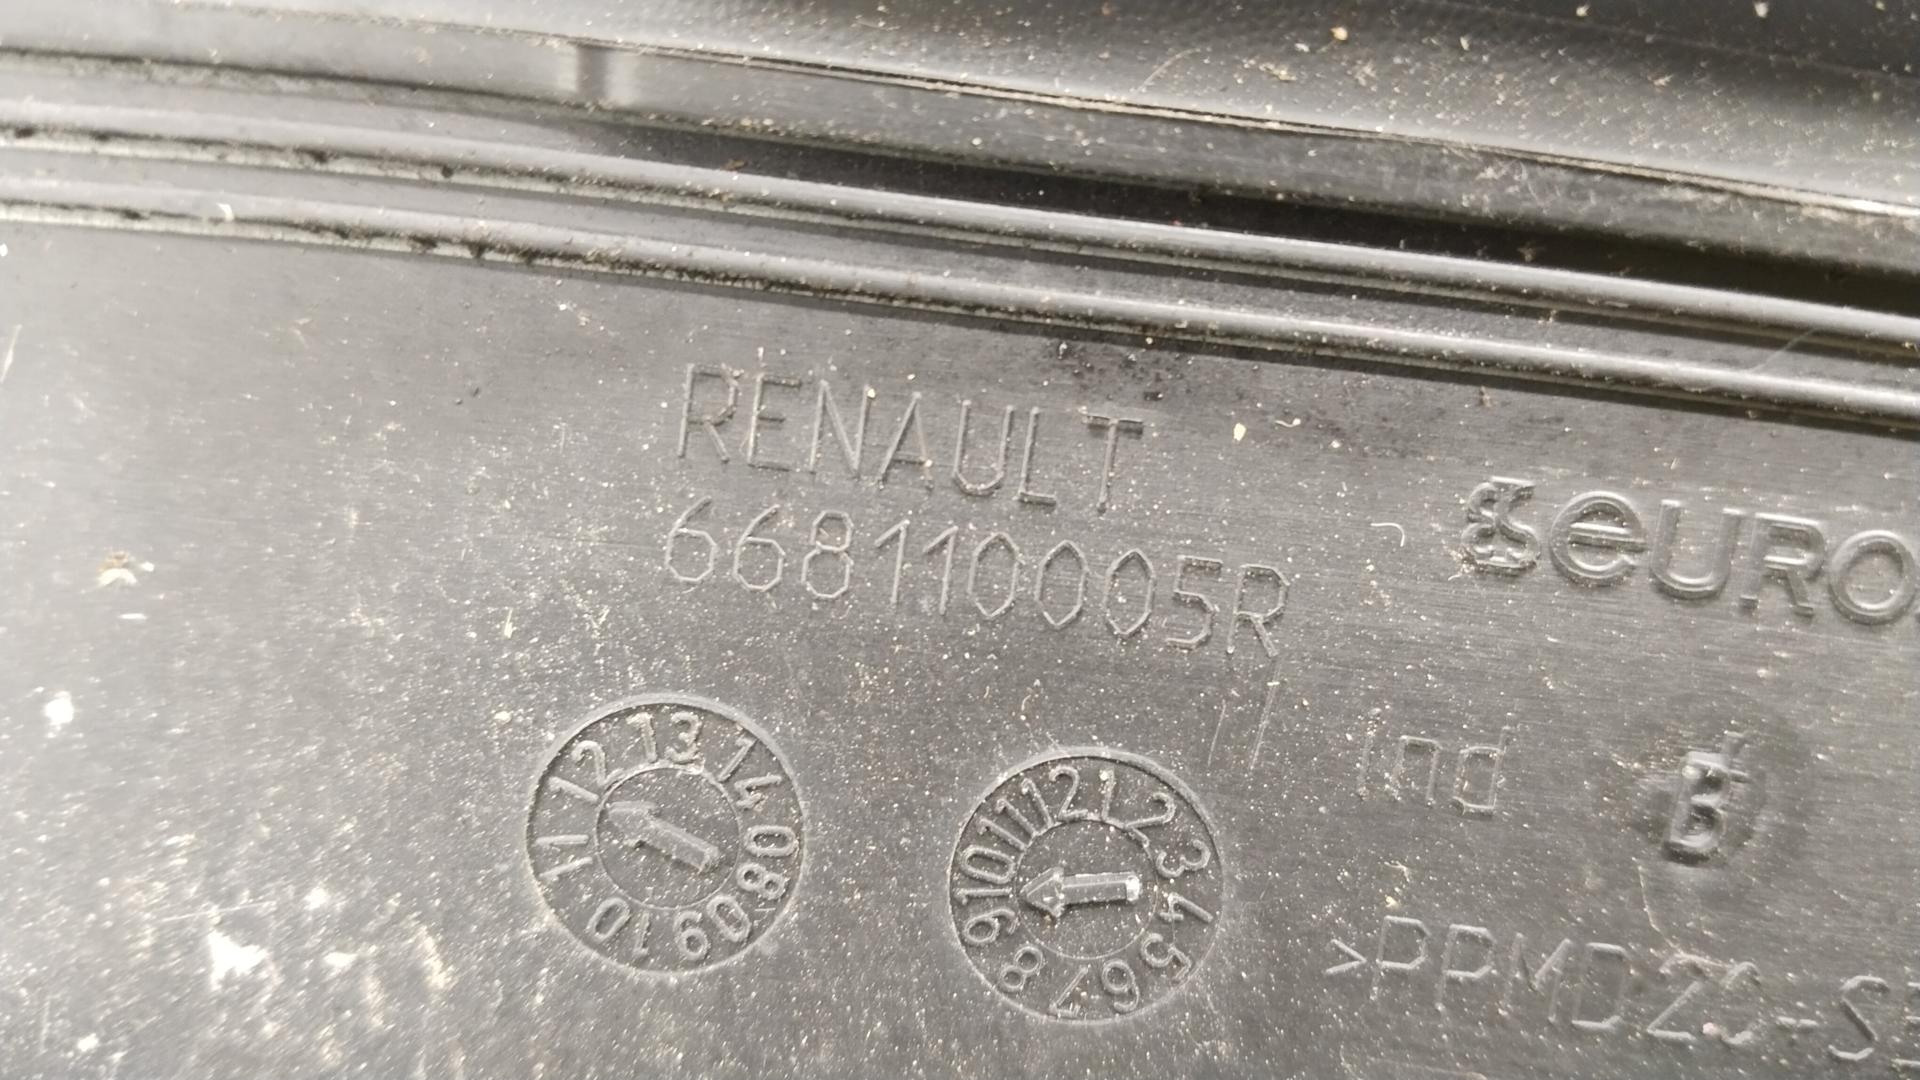 RENAULT
668110005R
EURO
Ind B
>PPMD20+S
08 09 10 11 12 13 14
1 2 3 4 5 6 7 8 9 10 11 12